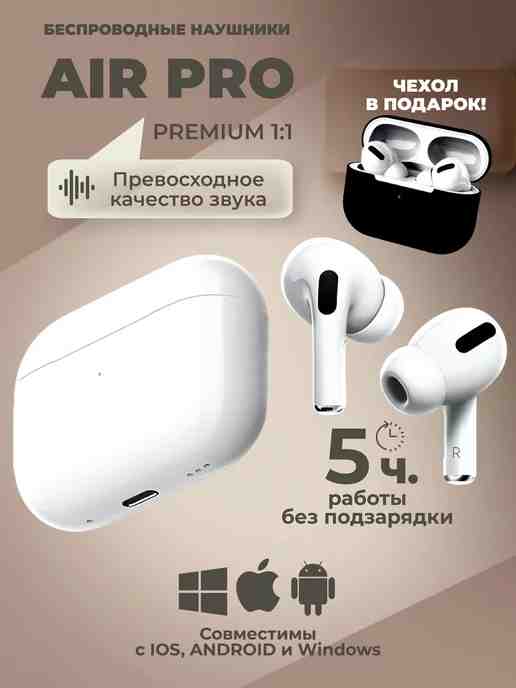 БЕСПРОВОДНЫЕ НАУШНИКИ
AIR PRO
PREMIUM 1:1
ЧЕХОЛ
В ПОДАРОК!
Превосходное
качество звука
R
5 ч.
работы
без подзарядки
Совместимы
с IOS, ANDROID и Windows